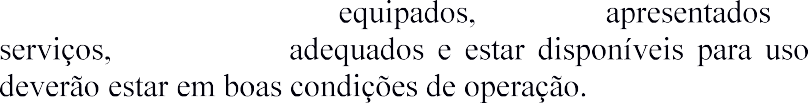 equipados, apresentados
serviços, adequados e estar disponíveis para uso
deverão estar em boas condições de operação.